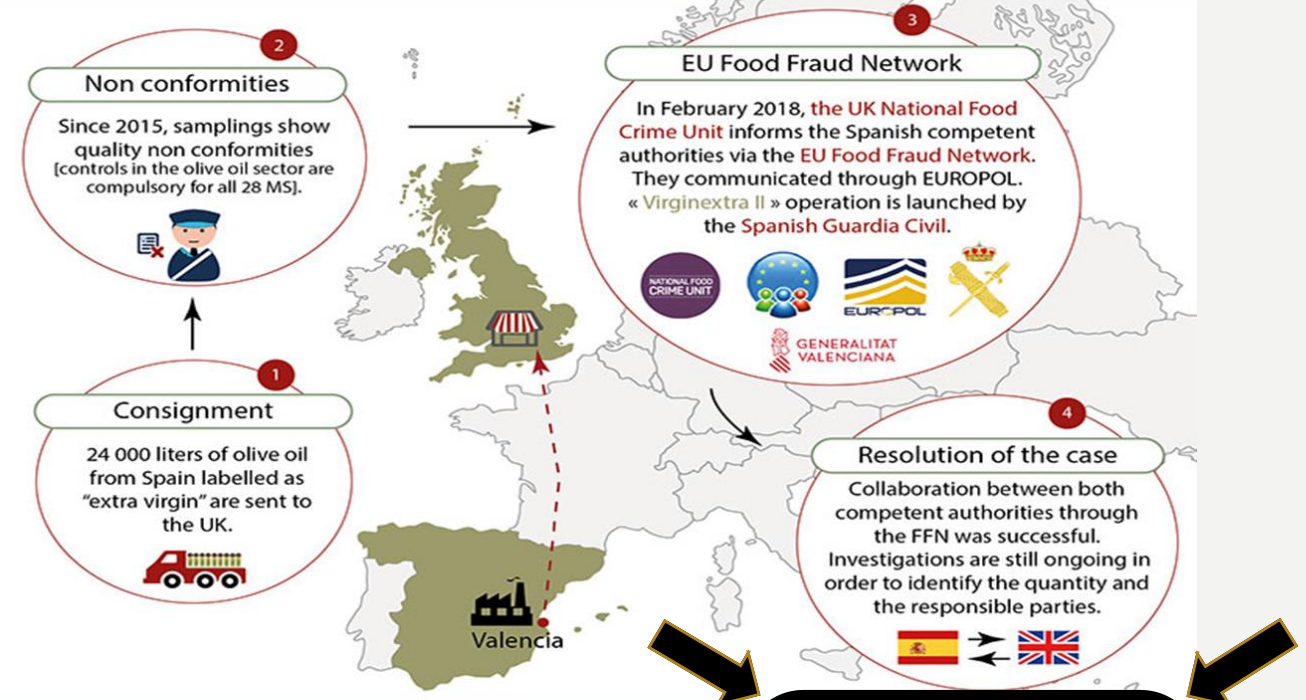 1
Consignment
24 000 liters of olive oil
from Spain labelled as
“extra virgin” are sent to
the UK.
2
Non conformities
Since 2015, samplings show
quality non conformities
[controls in the olive oil sector are
compulsory for all 28 MS].
3
EU Food Fraud Network
In February 2018, the UK National Food
Crime Unit informs the Spanish competent
authorities via the EU Food Fraud Network.
They communicated through EUROPOL.
« Virginextra II » operation is launched by
the Spanish Guardia Civil.
NATIONAL FOOD
CRIME UNIT
EUROPOL
GENERALITAT
VALENCIANA
4
Resolution of the case
Collaboration between both
competent authorities through
the FFN was successful.
Investigations are still ongoing in
order to identify the quantity and
the responsible parties.
Valencia